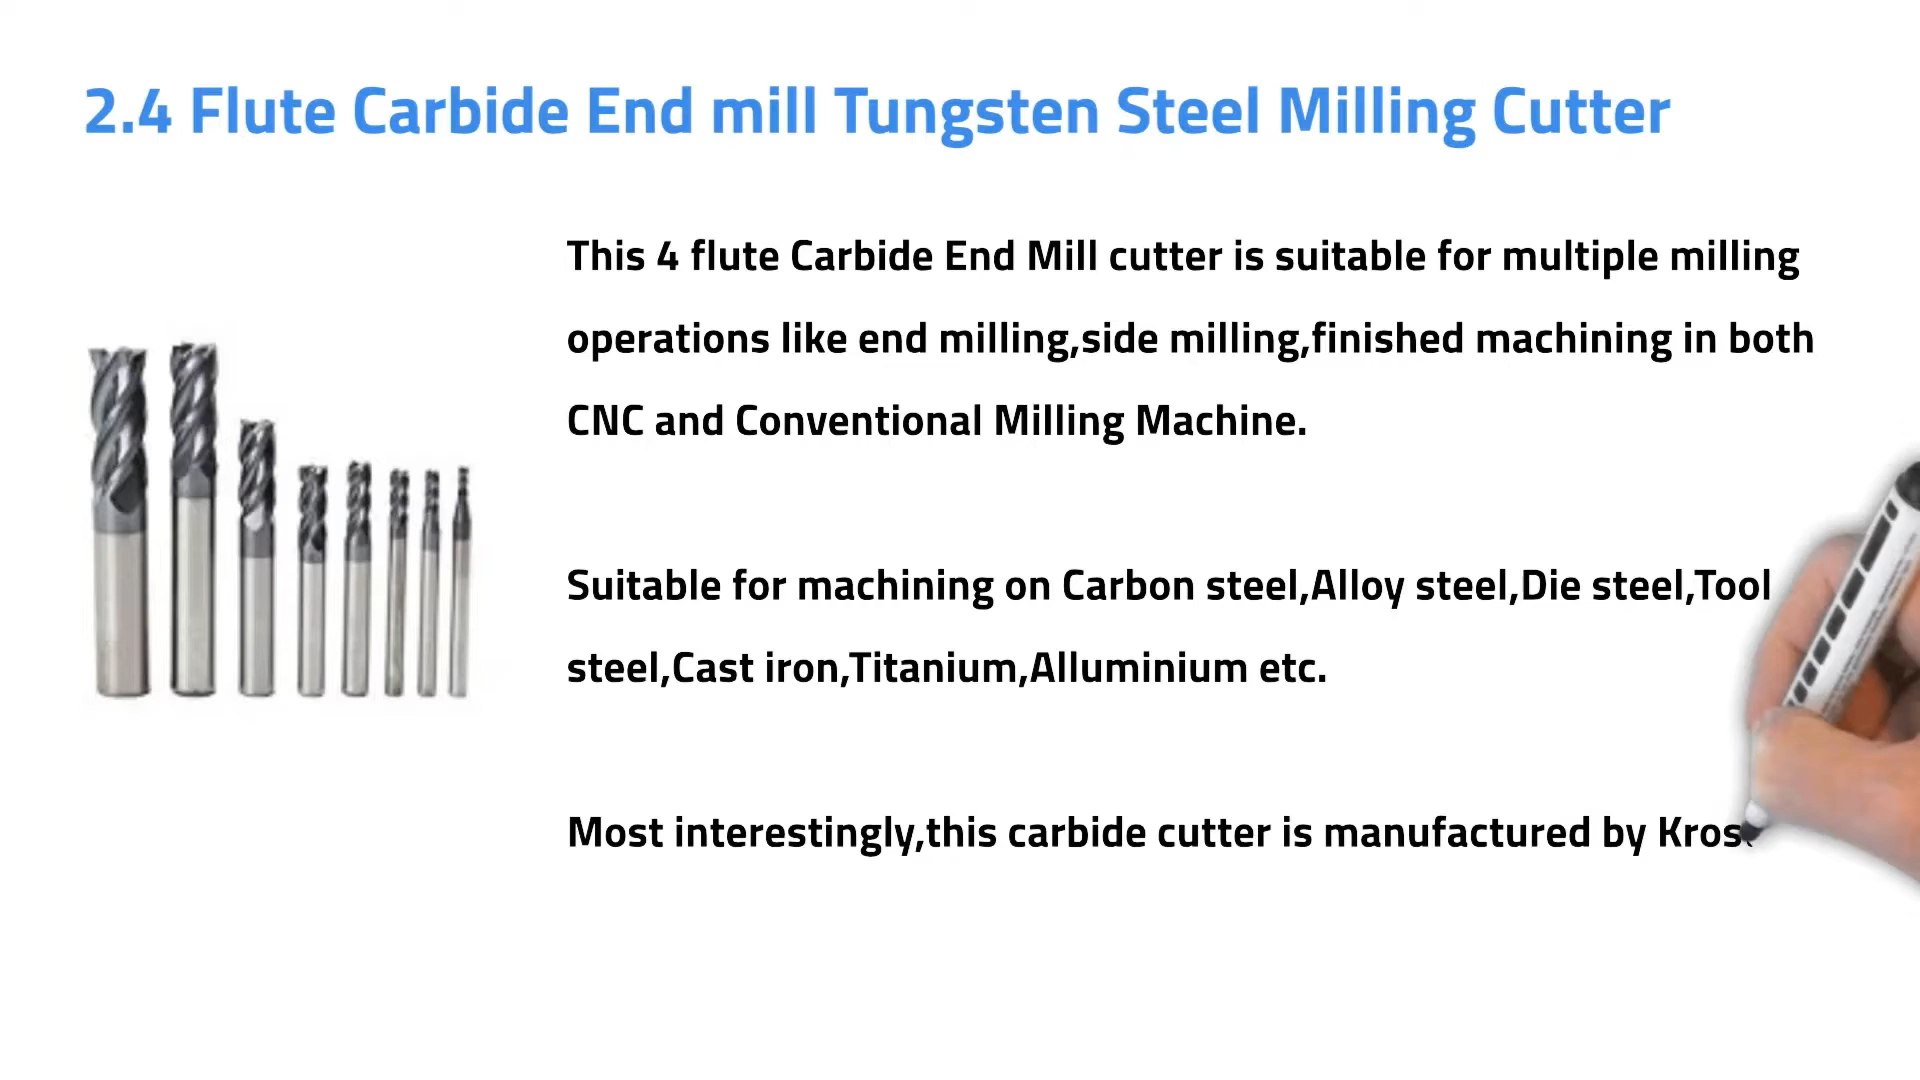 2.4 Flute Carbide End mill Tungsten Steel Milling Cutter
This 4 flute Carbide End Mill cutter is suitable for multiple milling
operations like end milling,side milling,finished machining in both
CNC and Conventional Milling Machine.
Suitable for machining on Carbon steel,Alloy steel,Die steel,Tool
steel,Cast iron,Titanium,Alluminium etc.
Most interestingly,this carbide cutter is manufactured by